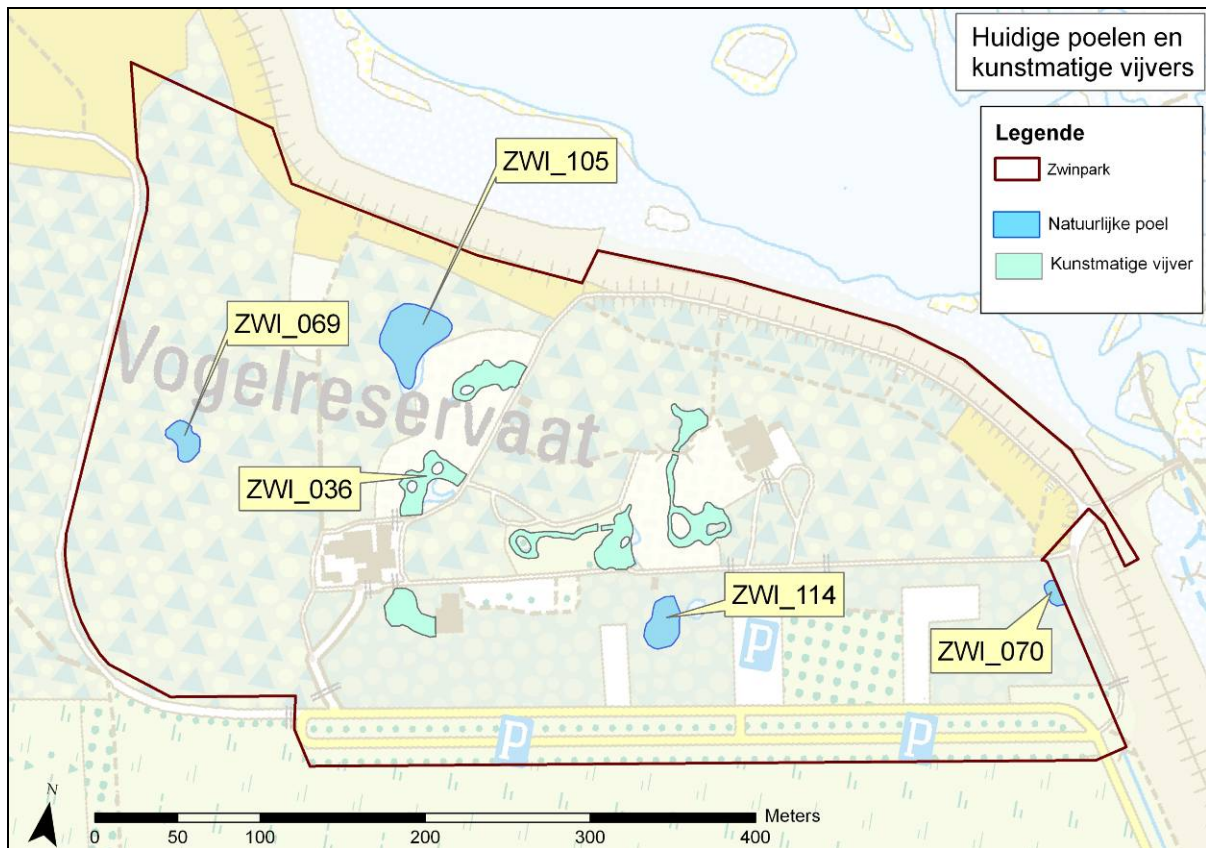 Huidige poelen en
kunstmatige vijvers
Legende
Zwinpark
Natuurlijke poel
Kunstmatige vijver
ZWI_105
ZWI_069
Vogelreservaat
ZWI_036
ZWI_114
P
ZWI_070
P
P
N
Meters
0 50 100 200 300 400